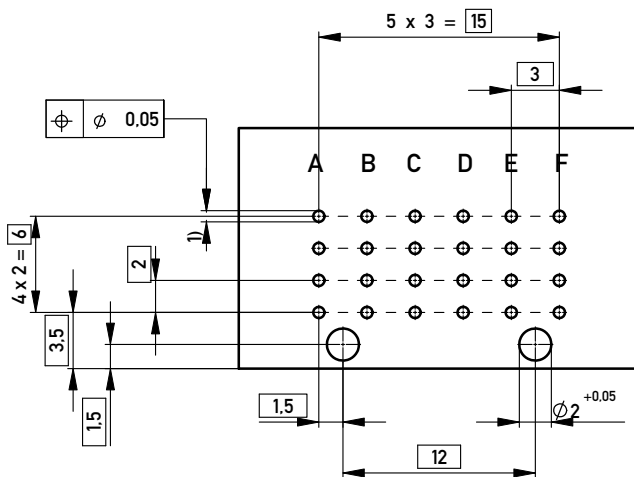 5 x 3 = 15
3
⌖ ⌀ 0,05
A B C D E F
1)
4 x 2 = 6
2
3,5
1,5
1,5
⌀2 +0,05
12